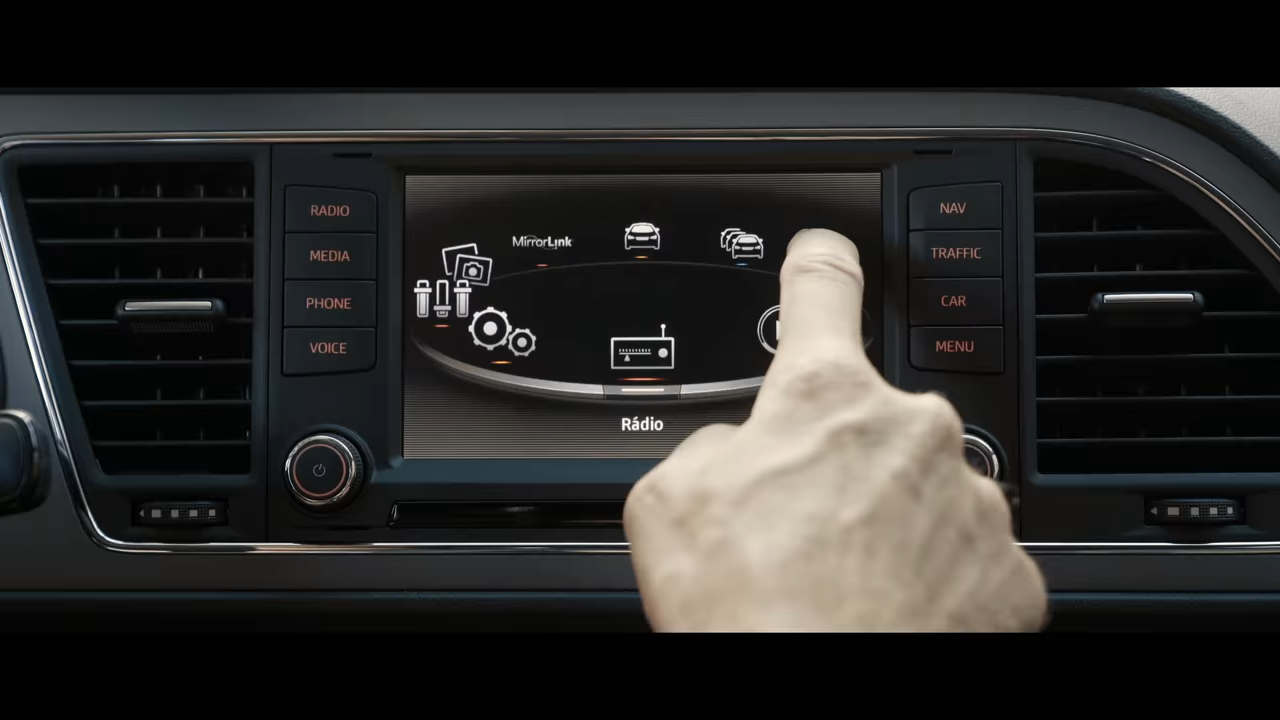 RADIO
MEDIA
PHONE
VOICE
MirrorLink
Rádio
NAV
TRAFFIC
CAR
MENU